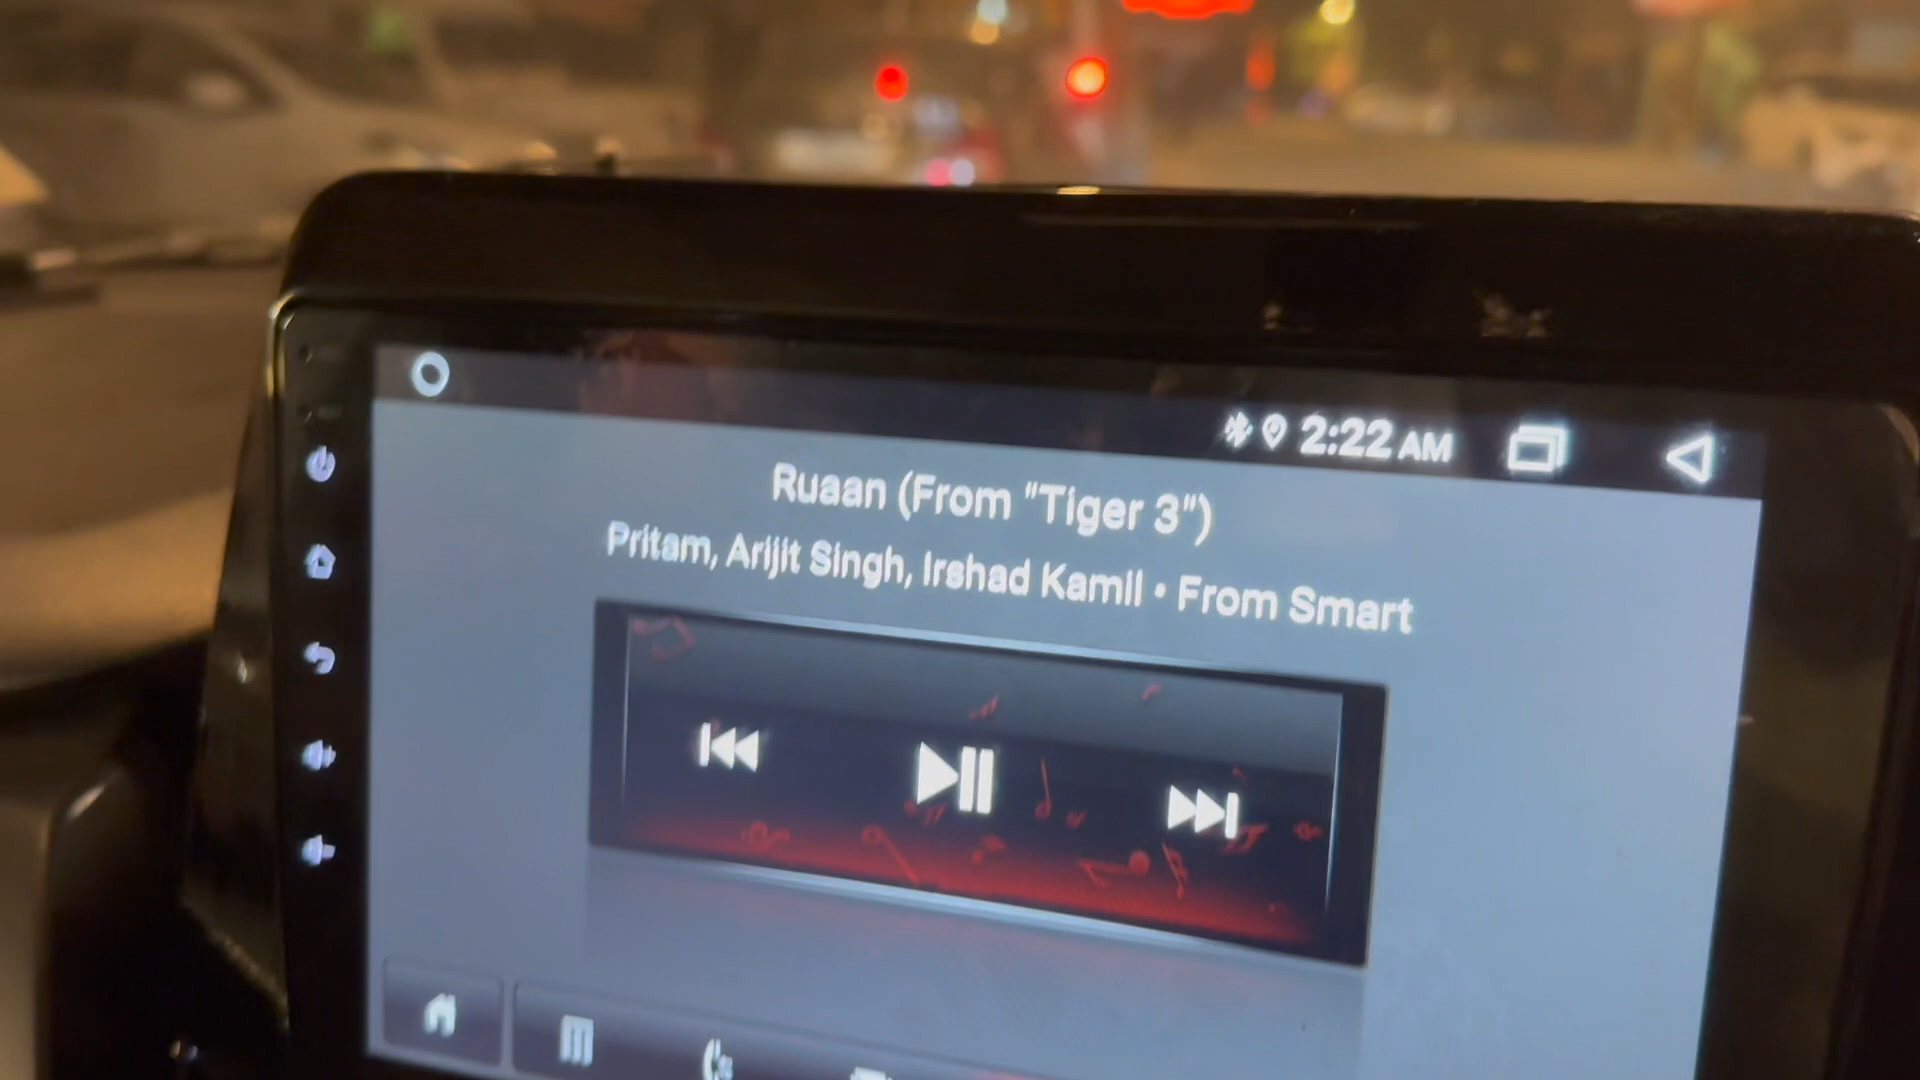 2:22 AM
Ruaan (From "Tiger 3")
Pritam, Arijit Singh, Irshad Kamil • From Smart